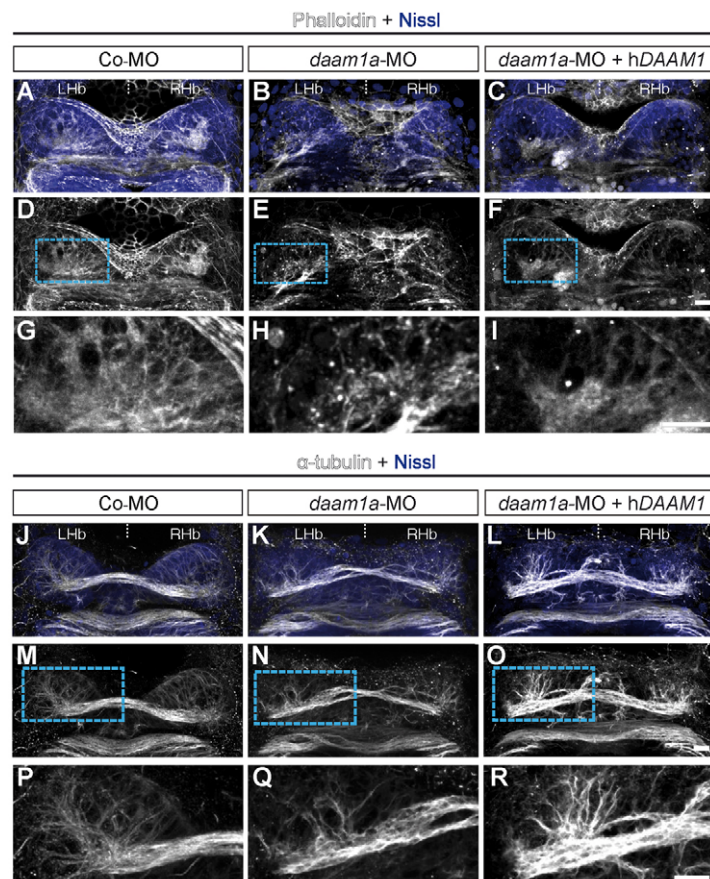 Phalloidin + Nissl
Co-MO daam1a-MO daam1a-MO + hDAAM1
A LHb RHb B LHb RHb C LHb RHb
D E F
G H I
α-tubulin + Nissl
Co-MO daam1a-MO daam1a-MO + hDAAM1
J LHb RHb K LHb RHb L LHb RHb
M N O
P Q R